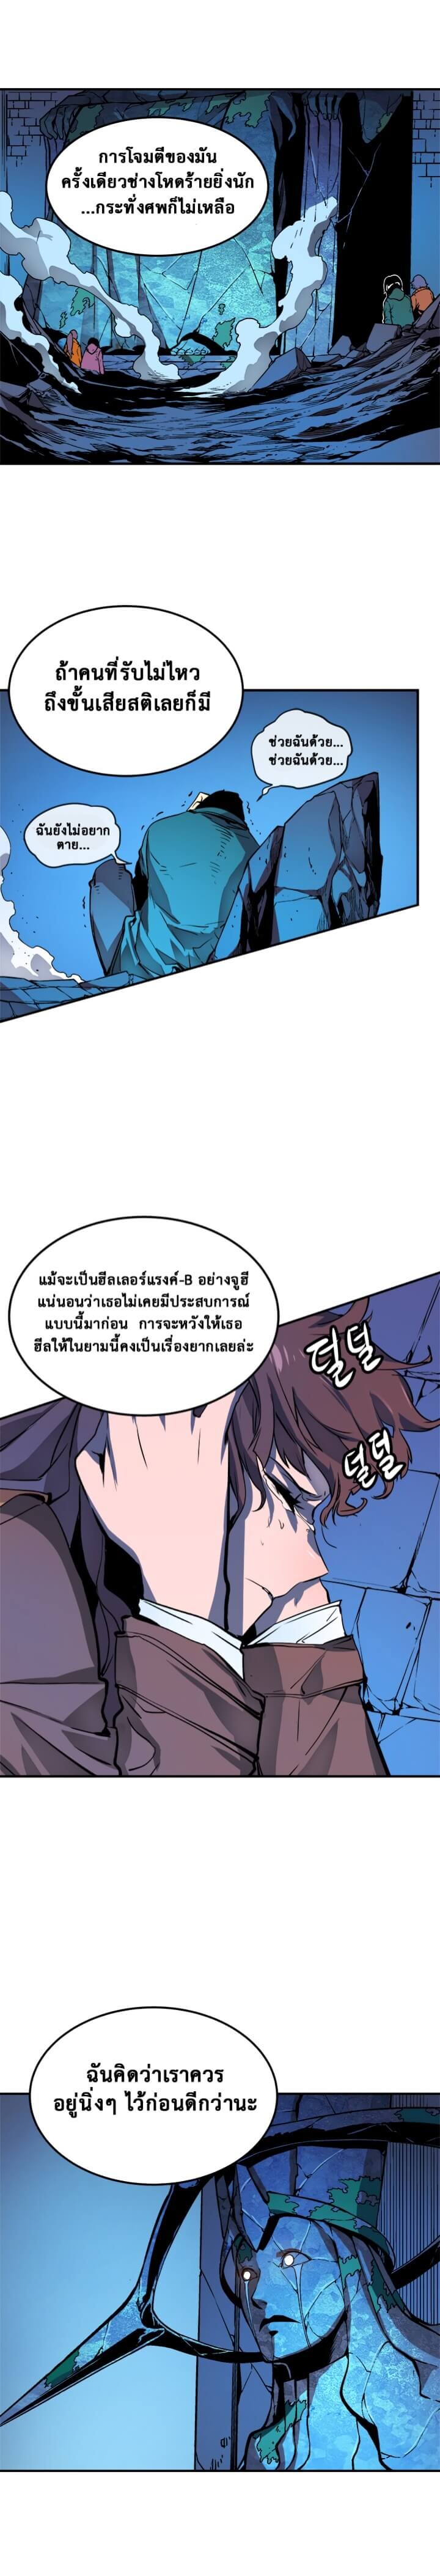 การโจมตีของมัน
ครั้งเดียวช่างโหดร้ายยิ่งนัก
...กระทั่งศพก็ไม่เหลือ
ถ้าคนที่รับไม่ไหว
ถึงขั้นเสียสติเลยก็มี
ช่วยฉันด้วย...
ช่วยฉันด้วย...
ฉันยังไม่อยาก
ตาย...
แม้จะเป็นฮีลเลอร์แรงค์-B อย่างจูฮี
แน่นอนว่าเธอไม่เคยมีประสบการณ์
แบบนี้มาก่อน การจะหวังให้เธอ
ฮีลให้ในยามนี้คงเป็นเรื่องยากเลยล่ะ
덜덜
덜덜
ฉันคิดว่าเราควร
อยู่นิ่งๆ ไว้ก่อนดีกว่านะ